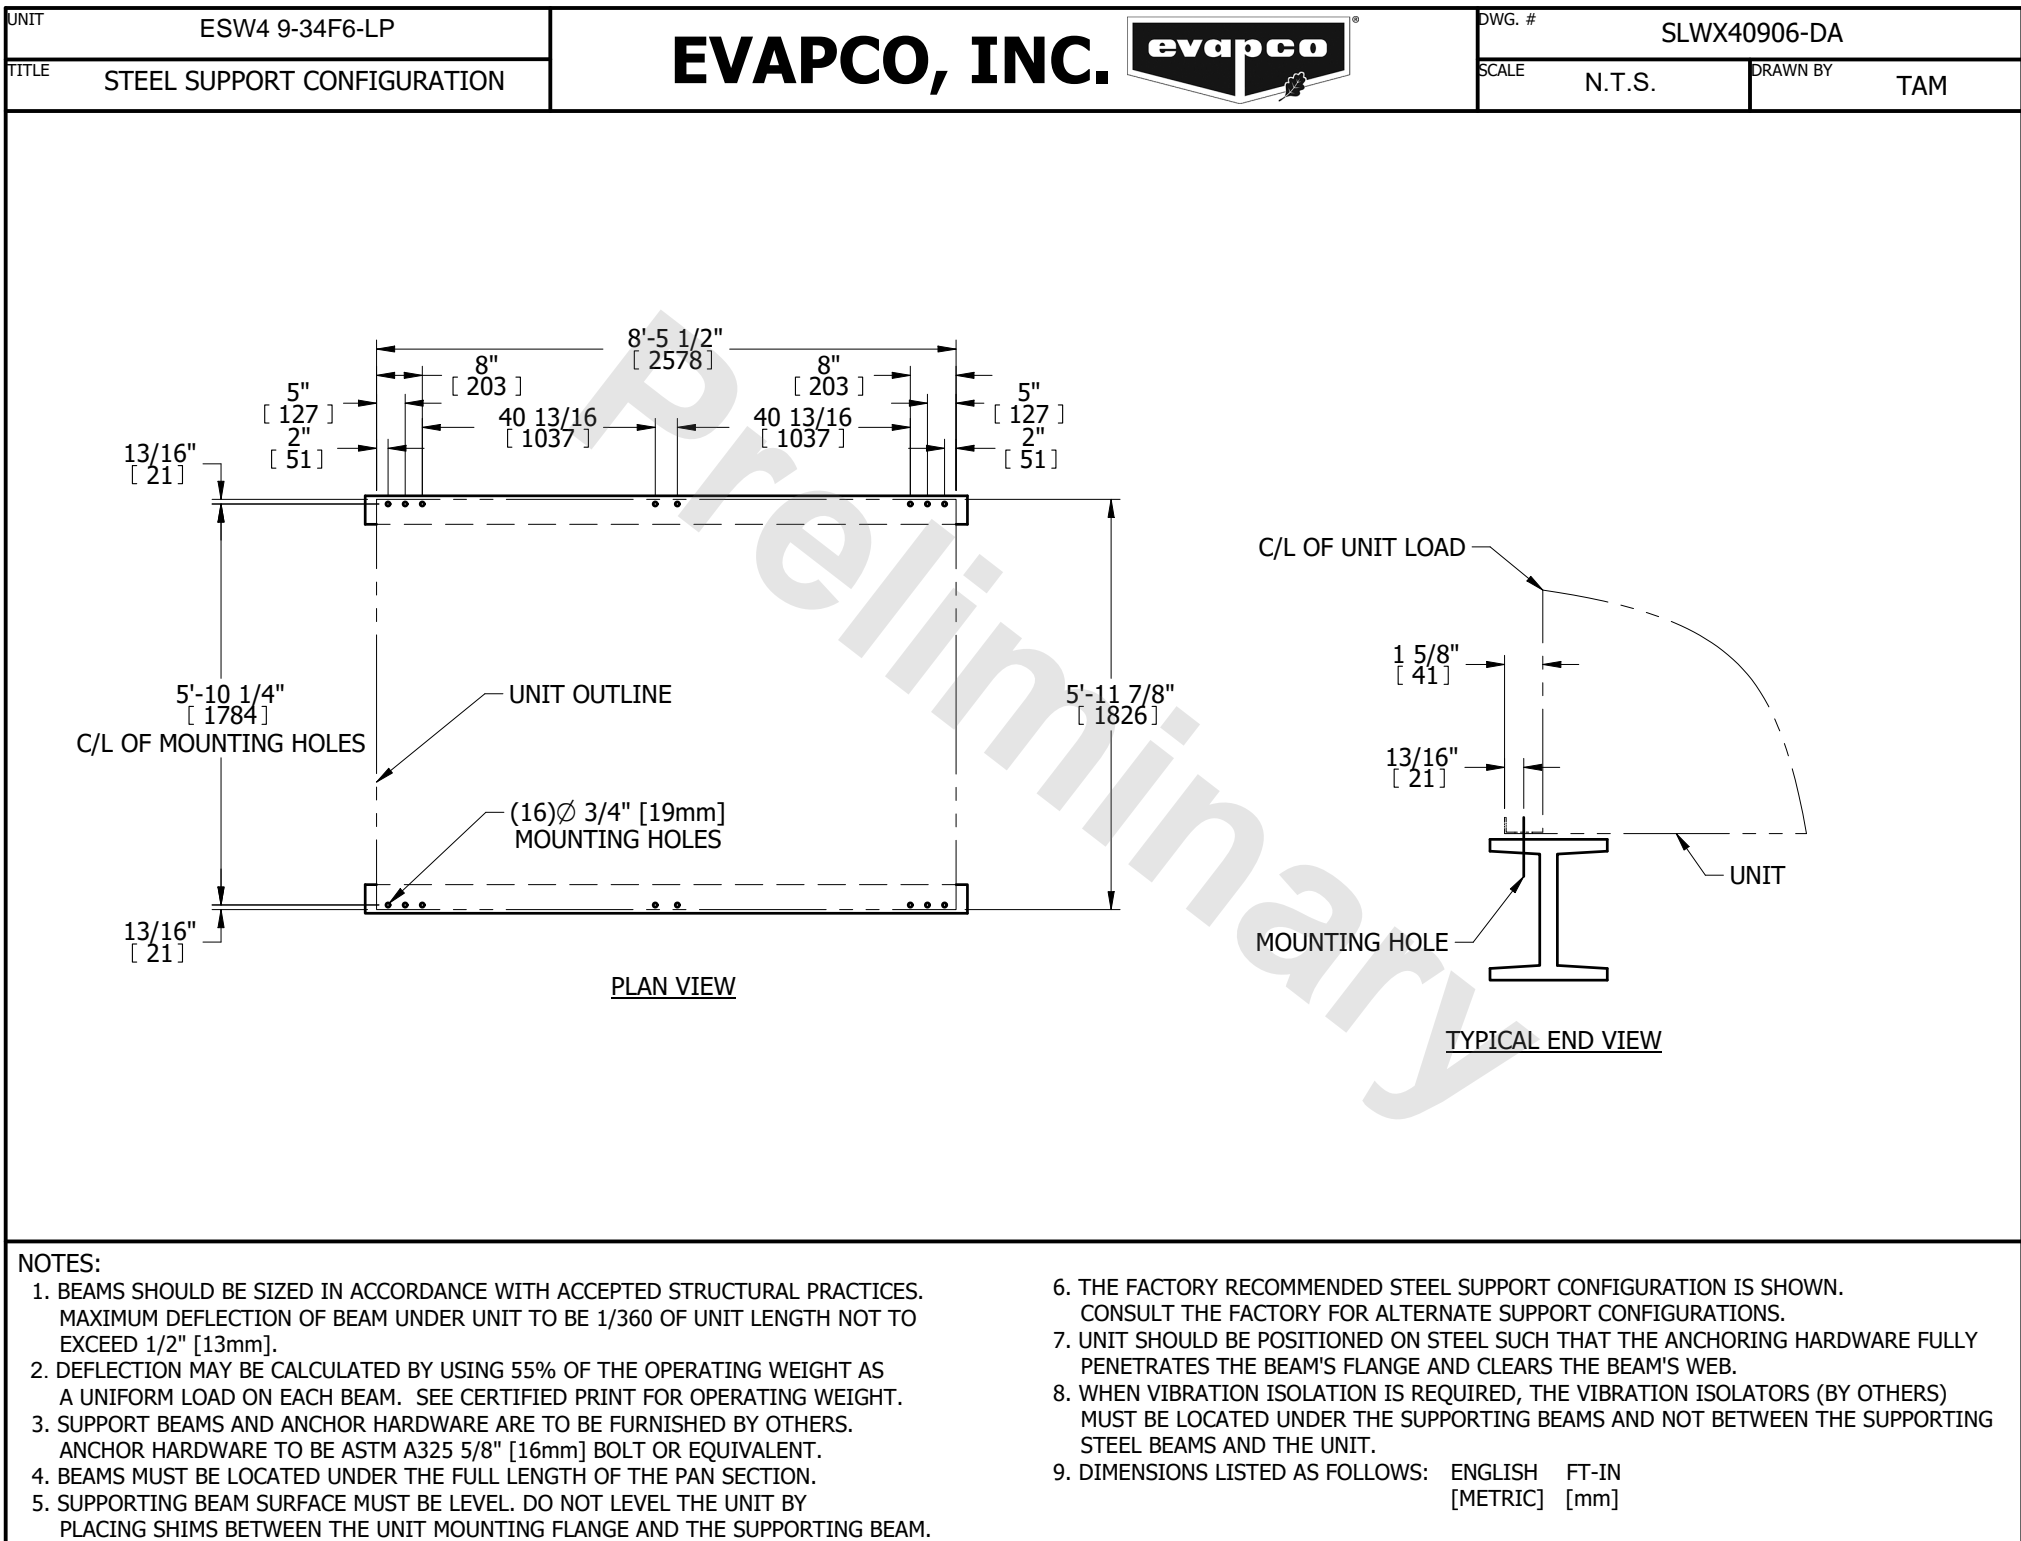 UNIT
ESW4 9-34F6-LP
TITLE
STEEL SUPPORT CONFIGURATION
EVAPCO, INC.
evapco
®
DWG. #
SLWX40906-DA
SCALE
N.T.S.
DRAWN BY
TAM
8'-5 1/2"
[ 2578 ]
8"
[ 203 ]
8"
[ 203 ]
5"
[ 127 ]
5"
[ 127 ]
40 13/16
[ 1037 ]
40 13/16
[ 1037 ]
2"
[ 51 ]
2"
[ 51 ]
13/16"
[ 21 ]
5'-10 1/4"
[ 1784 ]
C/L OF MOUNTING HOLES
UNIT OUTLINE
5'-11 7/8"
[ 1826 ]
(16)Ø 3/4" [19mm]
MOUNTING HOLES
13/16"
[ 21 ]
PLAN VIEW
C/L OF UNIT LOAD
1 5/8"
[ 41 ]
13/16"
[ 21 ]
UNIT
MOUNTING HOLE
TYPICAL END VIEW
Preliminary
NOTES:
1. BEAMS SHOULD BE SIZED IN ACCORDANCE WITH ACCEPTED STRUCTURAL PRACTICES.
MAXIMUM DEFLECTION OF BEAM UNDER UNIT TO BE 1/360 OF UNIT LENGTH NOT TO
EXCEED 1/2" [13mm].
2. DEFLECTION MAY BE CALCULATED BY USING 55% OF THE OPERATING WEIGHT AS
A UNIFORM LOAD ON EACH BEAM. SEE CERTIFIED PRINT FOR OPERATING WEIGHT.
3. SUPPORT BEAMS AND ANCHOR HARDWARE ARE TO BE FURNISHED BY OTHERS.
ANCHOR HARDWARE TO BE ASTM A325 5/8" [16mm] BOLT OR EQUIVALENT.
4. BEAMS MUST BE LOCATED UNDER THE FULL LENGTH OF THE PAN SECTION.
5. SUPPORTING BEAM SURFACE MUST BE LEVEL. DO NOT LEVEL THE UNIT BY
PLACING SHIMS BETWEEN THE UNIT MOUNTING FLANGE AND THE SUPPORTING BEAM.
6. THE FACTORY RECOMMENDED STEEL SUPPORT CONFIGURATION IS SHOWN.
CONSULT THE FACTORY FOR ALTERNATE SUPPORT CONFIGURATIONS.
7. UNIT SHOULD BE POSITIONED ON STEEL SUCH THAT THE ANCHORING HARDWARE FULLY
PENETRATES THE BEAM'S FLANGE AND CLEARS THE BEAM'S WEB.
8. WHEN VIBRATION ISOLATION IS REQUIRED, THE VIBRATION ISOLATORS (BY OTHERS)
MUST BE LOCATED UNDER THE SUPPORTING BEAMS AND NOT BETWEEN THE SUPPORTING
STEEL BEAMS AND THE UNIT.
9. DIMENSIONS LISTED AS FOLLOWS: ENGLISH FT-IN
[METRIC] [mm]